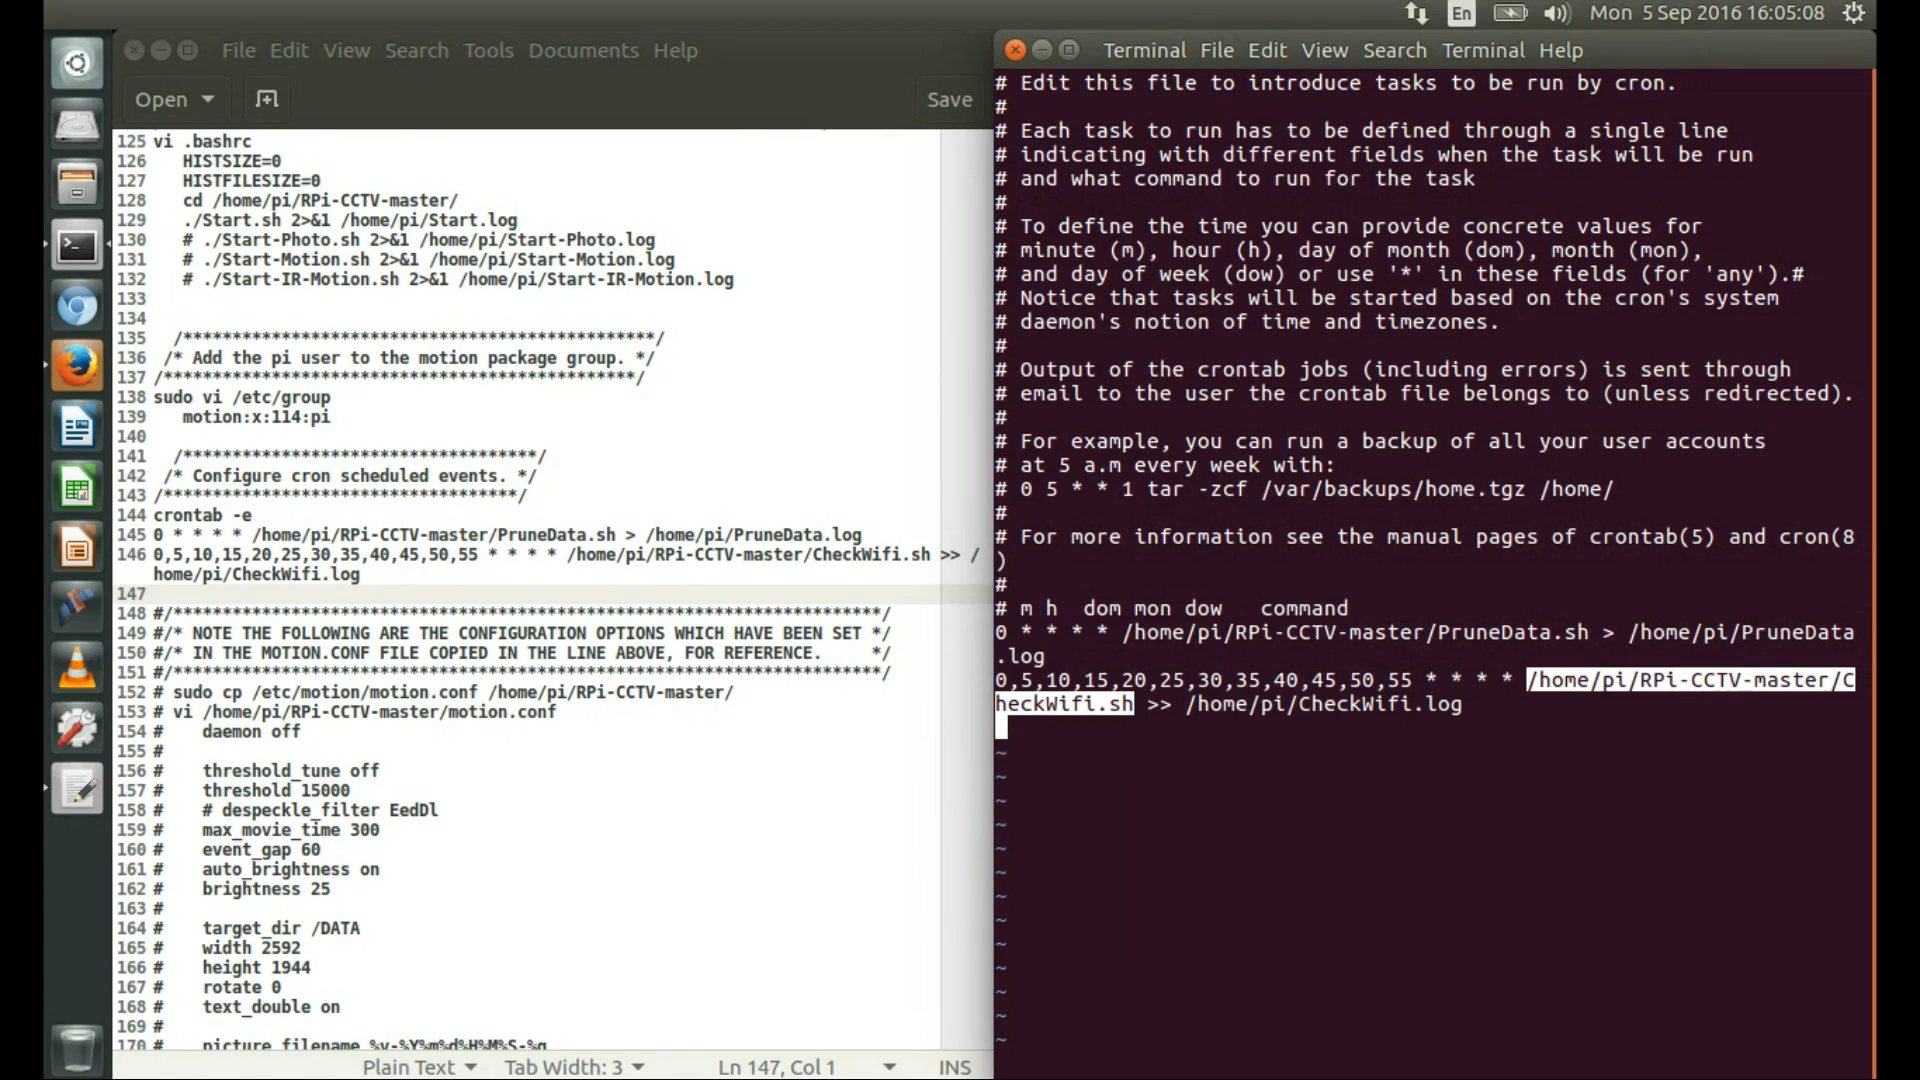 En Mon 5 Sep 2016 16:05:08
File Edit View Search Tools Documents Help
Open Save
125 vi .bashrc
126 HISTSIZE=0
127 HISTFILESIZE=0
128 cd /home/pi/RPi-CCTV-master/
129 ./Start.sh 2>&1 /home/pi/Start.log
130 # ./Start-Photo.sh 2>&1 /home/pi/Start-Photo.log
131 # ./Start-Motion.sh 2>&1 /home/pi/Start-Motion.log
132 # ./Start-IR-Motion.sh 2>&1 /home/pi/Start-IR-Motion.log
133
134
135 /*************************************************/
136 /* Add the pi user to the motion package group. */
137 /*************************************************/
138 sudo vi /etc/group
139 motion:x:114:pi
140
141 /************************************/
142 /* Configure cron scheduled events. */
143 /************************************/
144 crontab -e
145 0 * * * * /home/pi/RPi-CCTV-master/PruneData.sh > /home/pi/PruneData.log
146 0,5,10,15,20,25,30,35,40,45,50,55 * * * * /home/pi/RPi-CCTV-master/CheckWifi.sh >> /
home/pi/CheckWifi.log
147
148 #/************************************************************************/
149 #/* NOTE THE FOLLOWING ARE THE CONFIGURATION OPTIONS WHICH HAVE BEEN SET */
150 #/* IN THE MOTION.CONF FILE COPIED IN THE LINE ABOVE, FOR REFERENCE. */
151 #/************************************************************************/
152 # sudo cp /etc/motion/motion.conf /home/pi/RPi-CCTV-master/
153 # vi /home/pi/RPi-CCTV-master/motion.conf
154 # daemon off
155 #
156 # threshold_tune off
157 # threshold 15000
158 # # despeckle_filter EedDl
159 # max_movie_time 300
160 # event_gap 60
161 # auto_brightness on
162 # brightness 25
163 #
164 # target_dir /DATA
165 # width 2592
166 # height 1944
167 # rotate 0
168 # text_double on
169 #
170 # picture_filename %v-%Y%m%d%H%M%S-%q
Plain Text Tab Width: 3 Ln 147, Col 1 INS
Terminal File Edit View Search Terminal Help
# Edit this file to introduce tasks to be run by cron.
#
# Each task to run has to be defined through a single line
# indicating with different fields when the task will be run
# and what command to run for the task
#
# To define the time you can provide concrete values for
# minute (m), hour (h), day of month (dom), month (mon),
# and day of week (dow) or use '*' in these fields (for 'any').#
# Notice that tasks will be started based on the cron's system
# daemon's notion of time and timezones.
#
# Output of the crontab jobs (including errors) is sent through
# email to the user the crontab file belongs to (unless redirected).
#
# For example, you can run a backup of all your user accounts
# at 5 a.m every week with:
# 0 5 * * 1 tar -zcf /var/backups/home.tgz /home/
#
# For more information see the manual pages of crontab(5) and cron(8
)
#
# m h dom mon dow command
0 * * * * /home/pi/RPi-CCTV-master/PruneData.sh > /home/pi/PruneData
.log
0,5,10,15,20,25,30,35,40,45,50,55 * * * * /home/pi/RPi-CCTV-master/C
heckWifi.sh >> /home/pi/CheckWifi.log
~
~
~
~
~
~
~
~
~
~
~
~
~